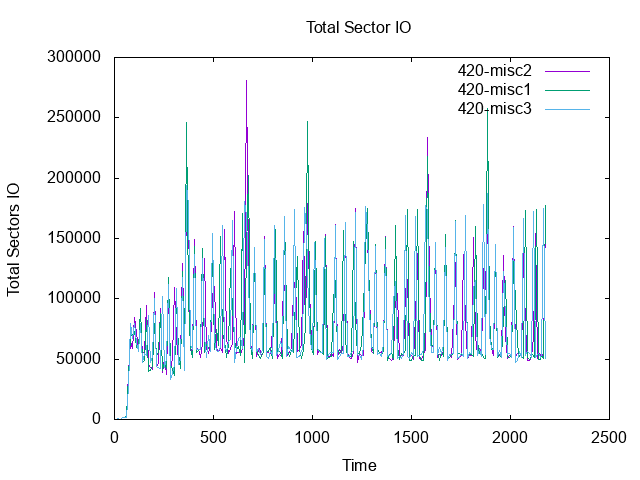 Total Sector IO
300000
250000
200000
150000
100000
50000
0
Total Sectors IO
420-misc2
420-misc1
420-misc3
0 500 1000 1500 2000 2500
Time